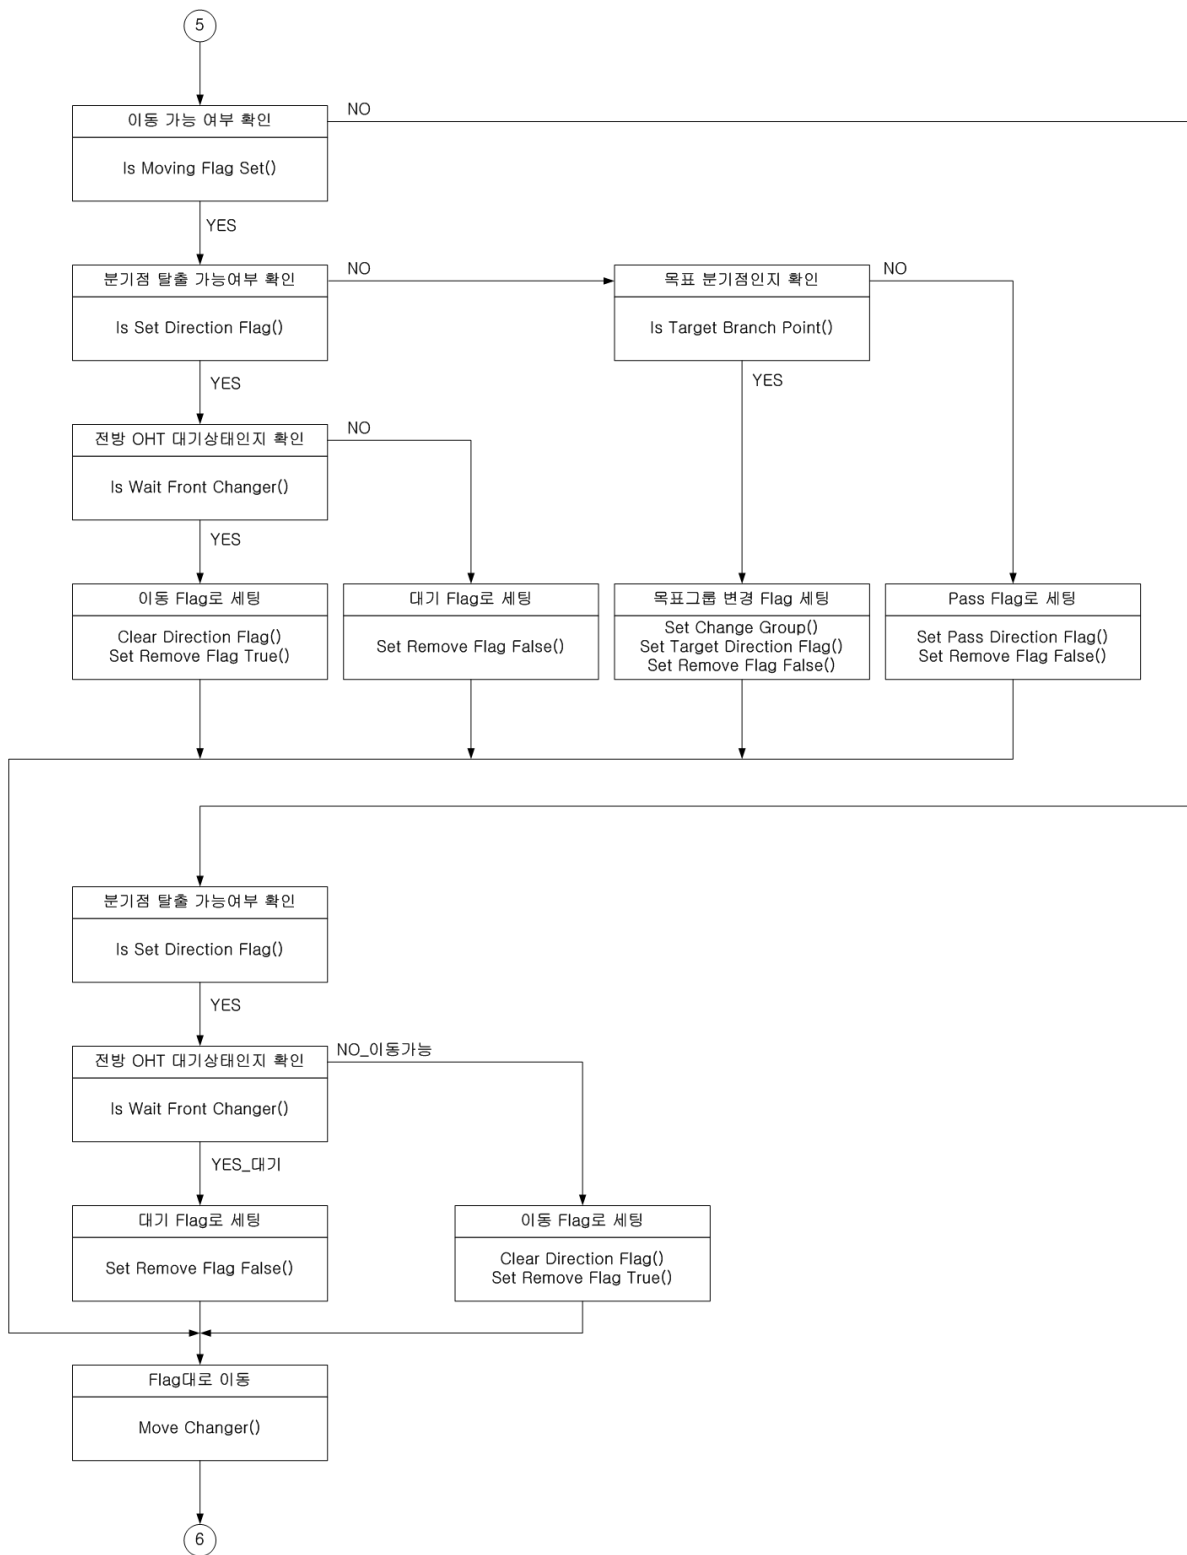 5
이동 가능 여부 확인
NO
Is Moving Flag Set()
YES
분기점 탈출 가능여부 확인
NO
목표 분기점인지 확인
NO
Is Set Direction Flag()
Is Target Branch Point()
YES
YES
전방 OHT 대기상태인지 확인
NO
Is Wait Front Changer()
YES
이동 Flag로 세팅
Clear Direction Flag()
Set Remove Flag True()
대기 Flag로 세팅
Set Remove Flag False()
목표그룹 변경 Flag 세팅
Set Change Group()
Set Target Direction Flag()
Set Remove Flag False()
Pass Flag로 세팅
Set Pass Direction Flag()
Set Remove Flag False()
분기점 탈출 가능여부 확인
Is Set Direction Flag()
YES
전방 OHT 대기상태인지 확인
NO_이동가능
Is Wait Front Changer()
YES_대기
대기 Flag로 세팅
Set Remove Flag False()
이동 Flag로 세팅
Clear Direction Flag()
Set Remove Flag True()
Flag대로 이동
Move Changer()
6